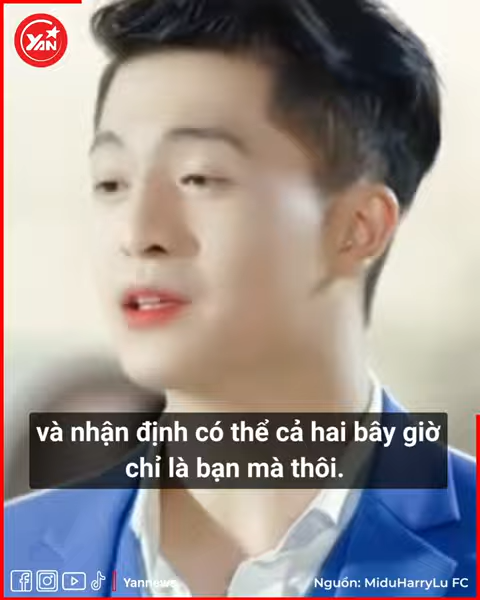 YAN
và nhận định có thể cả hai bây giờ
chỉ là bạn mà thôi.
Yannews
Nguồn: MiduHarryLu FC